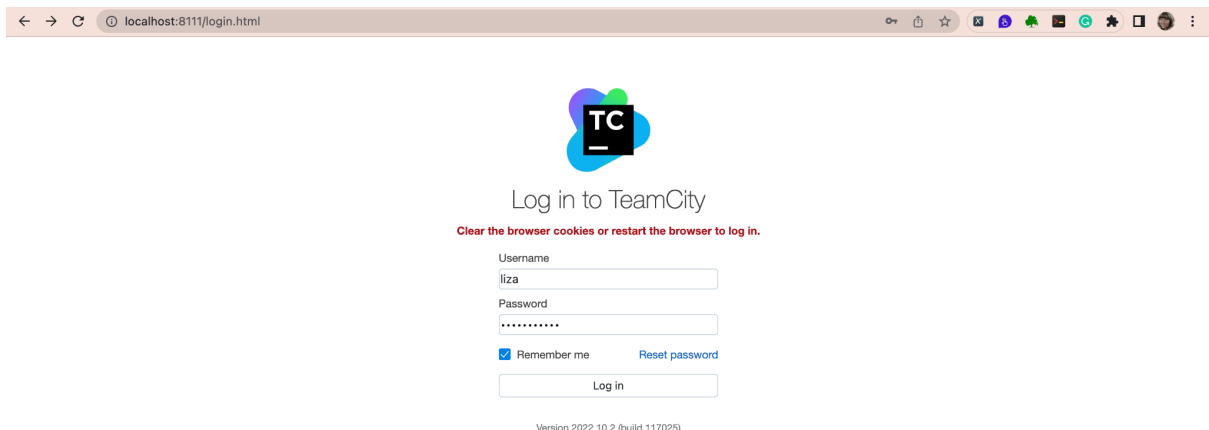 localhost:8111/login.html
TC
Log in to TeamCity
Clear the browser cookies or restart the browser to log in.
Username
liza
Password
•••••••••••
Remember me Reset password
Log in
Version 2022.10.2 (build 117025)